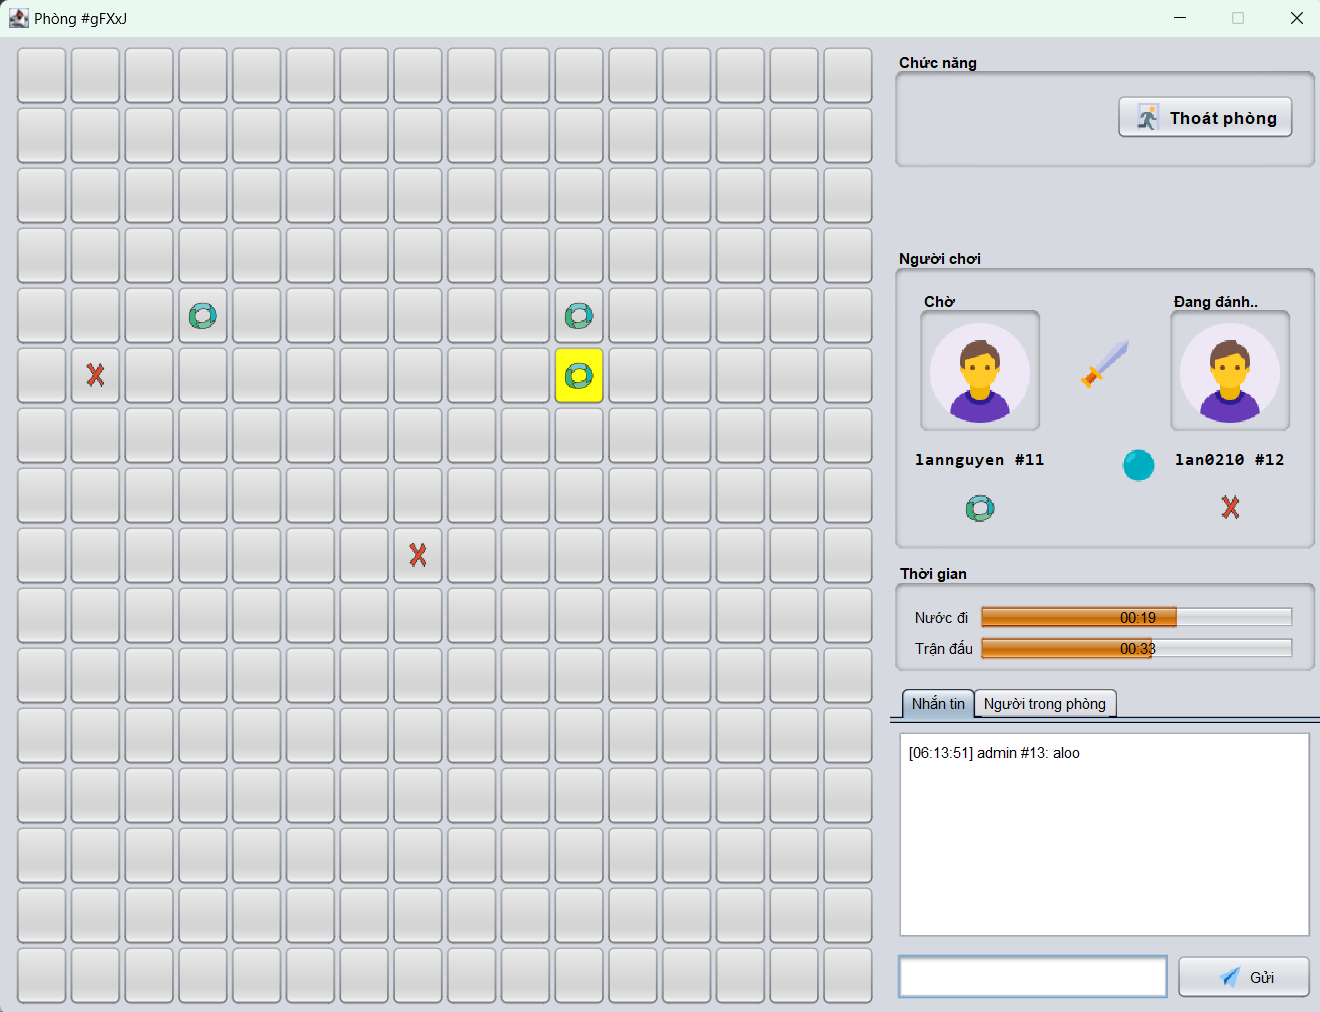 Phòng #gFXxJ
Chức năng
Thoát phòng
Người chơi
Chờ
Đang đánh..
lannguyen #11
lan0210 #12
Thời gian
Nước đi 00:19
Trận đấu 00:33
Nhắn tin
Người trong phòng
[06:13:51] admin #13: aloo
Gửi